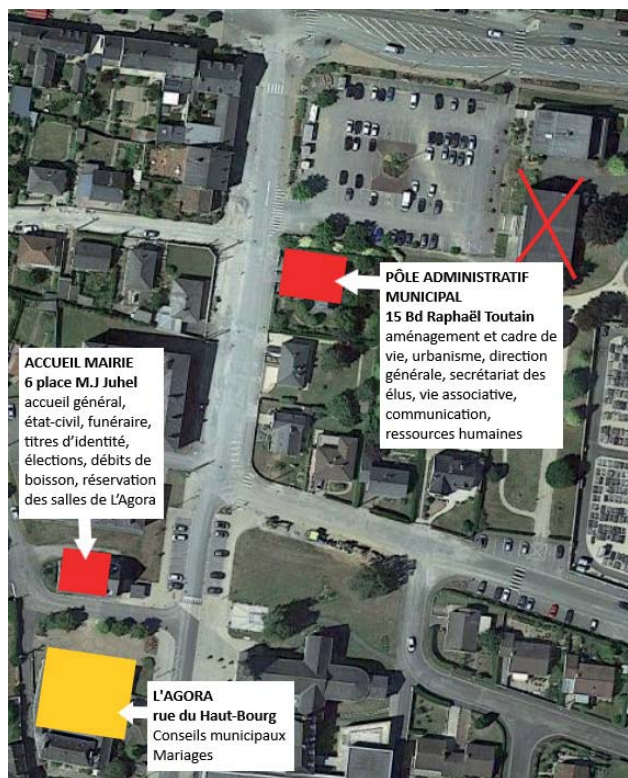 PÔLE ADMINISTRATIF
MUNICIPAL
15 Bd Raphaël Toutain
aménagement et cadre de
vie, urbanisme, direction
générale, secrétariat des
élus, vie associative,
communication,
ressources humaines
ACCUEIL MAIRIE
6 place M.J Juhel
accueil général,
état-civil, funéraire,
titres d'identité,
élections, débits de
boisson, réservation
des salles de L'Agora
L'AGORA
rue du Haut-Bourg
Conseils municipaux
Mariages